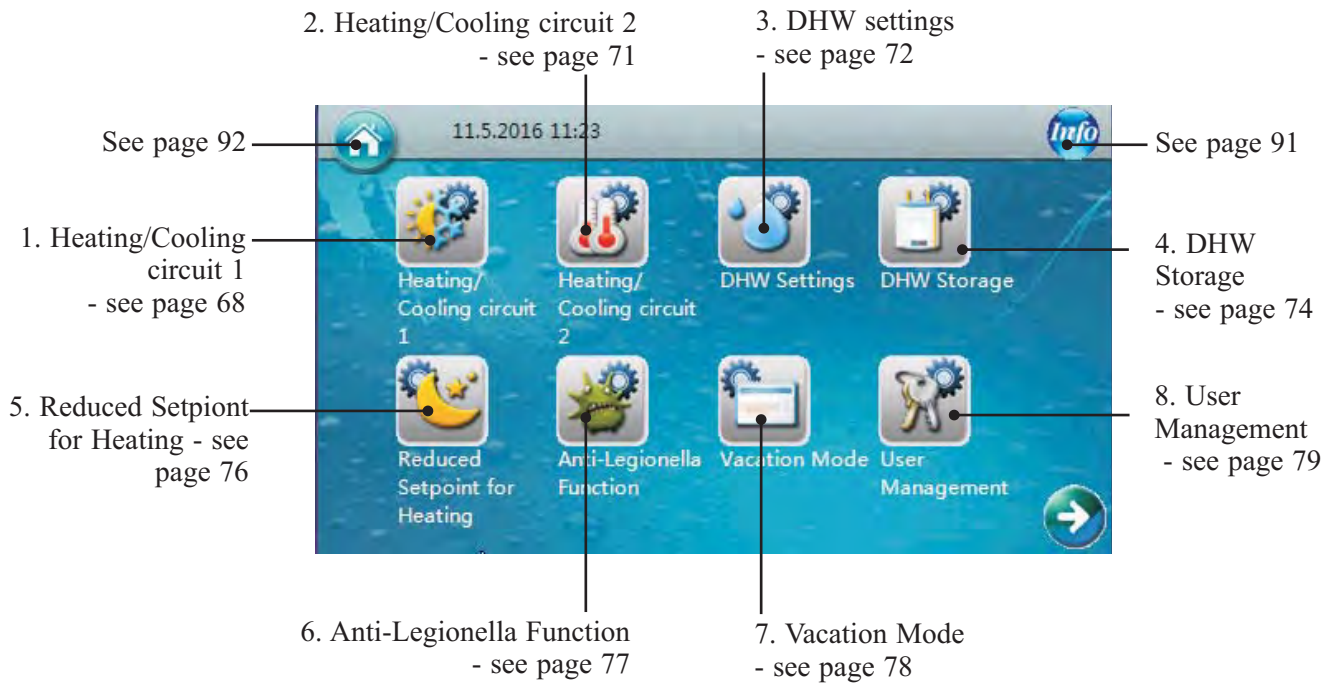 2. Heating/Cooling circuit 2
- see page 71
3. DHW settings
- see page 72
See page 92
11.5.2016 11:23
Info
See page 91
1. Heating/Cooling
circuit 1
- see page 68
Heating/
Cooling circuit
1
Heating/
Cooling circuit
2
DHW Settings
DHW Storage
4. DHW
Storage
- see page 74
5. Reduced Setpiont
for Heating - see
page 76
Reduced
Setpoint for
Heating
Anti-Legionella
Function
Vacation Mode
User
Management
8. User
Management
- see page 79
6. Anti-Legionella Function
- see page 77
7. Vacation Mode
- see page 78